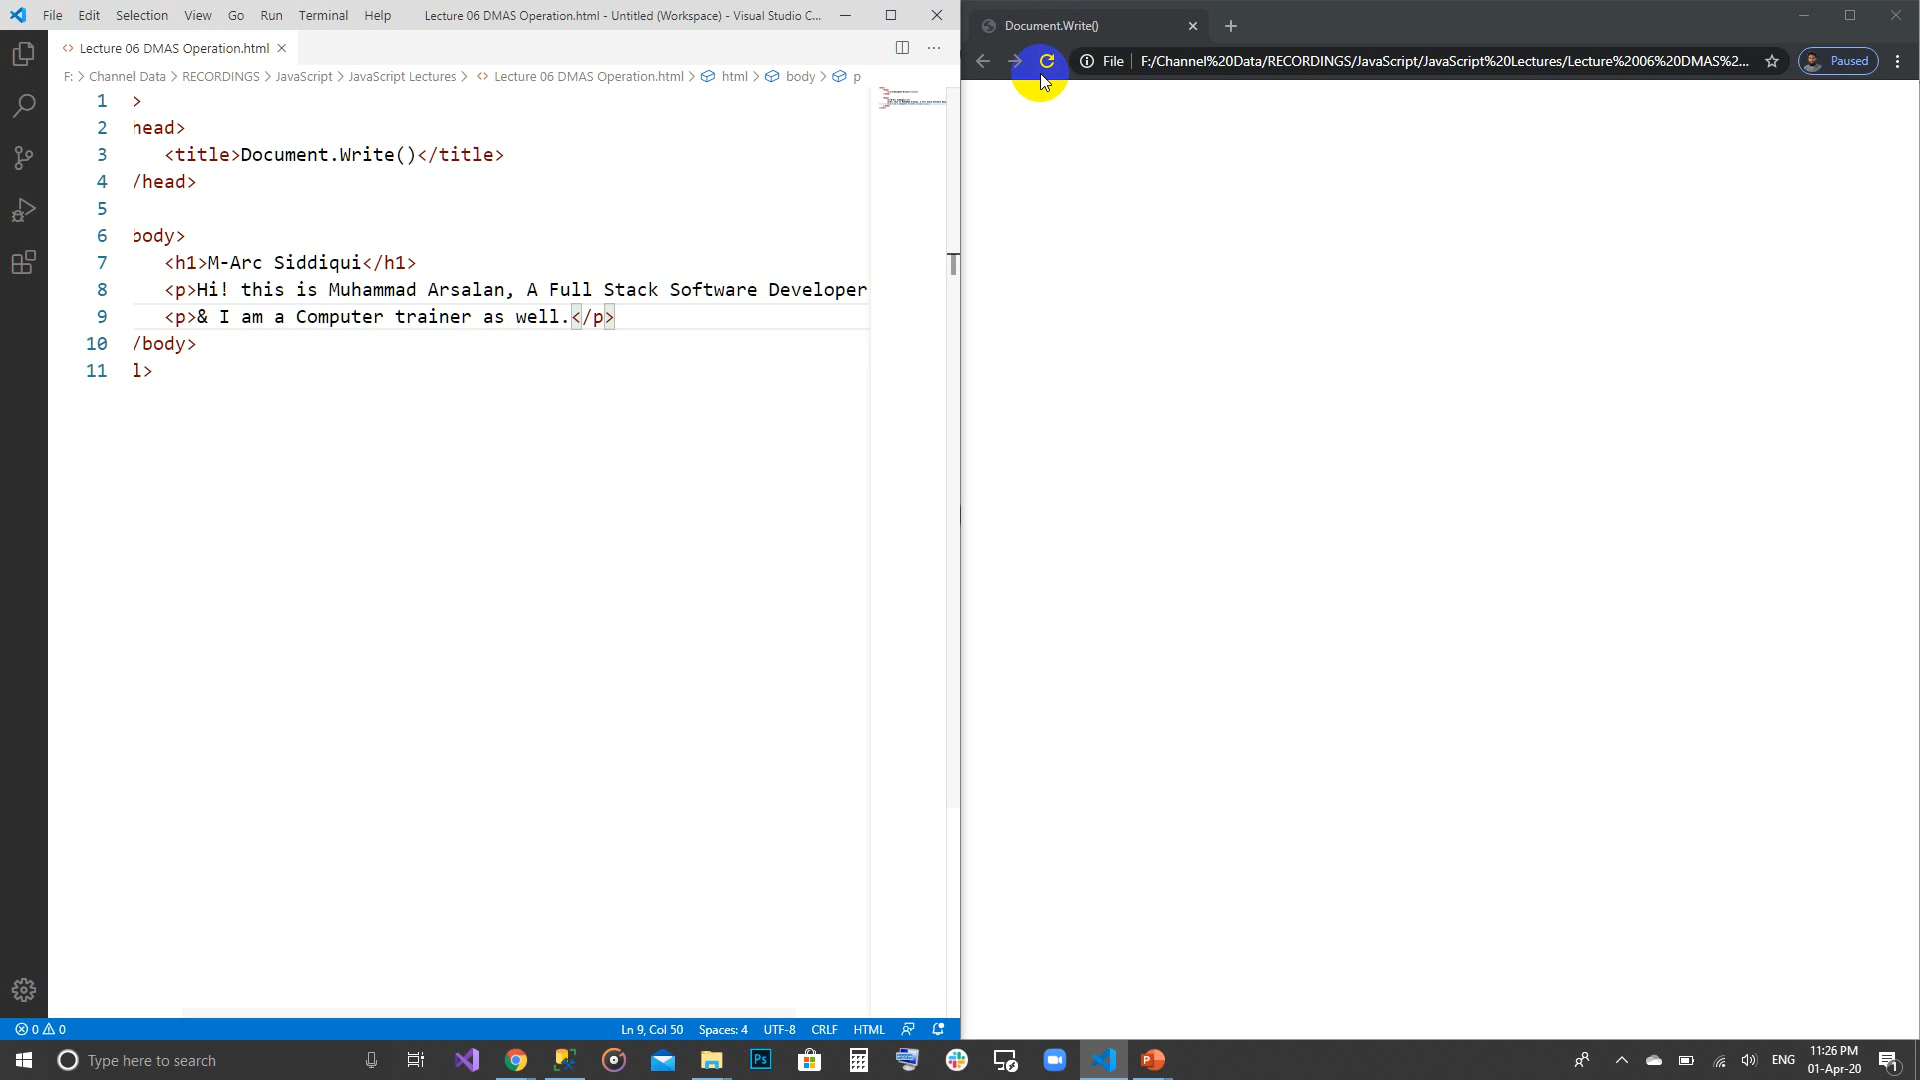 File Edit Selection View Go Run Terminal Help Lecture 06 DMAS Operation.html - Untitled (Workspace) - Visual Studio C...
Lecture 06 DMAS Operation.html
F: > Channel Data > RECORDINGS > JavaScript > JavaScript Lectures > Lecture 06 DMAS Operation.html > html > body > p
1 >
2 head>
3 <title>Document.Write()</title>
4 /head>
5
6 body>
7 <h1>M-Arc Siddiqui</h1>
8 <p>Hi! this is Muhammad Arsalan, A Full Stack Software Developer
9 <p>& I am a Computer trainer as well.</p>
10 /body>
11 l>
0 0 Ln 9, Col 50 Spaces: 4 UTF-8 CRLF HTML
Document.Write()
File F:/Channel%20Data/RECORDINGS/JavaScript/JavaScript%20Lectures/Lecture%2006%20DMAS%2... Paused
Type here to search Ps ENG 11:26 PM
01-Apr-20 1